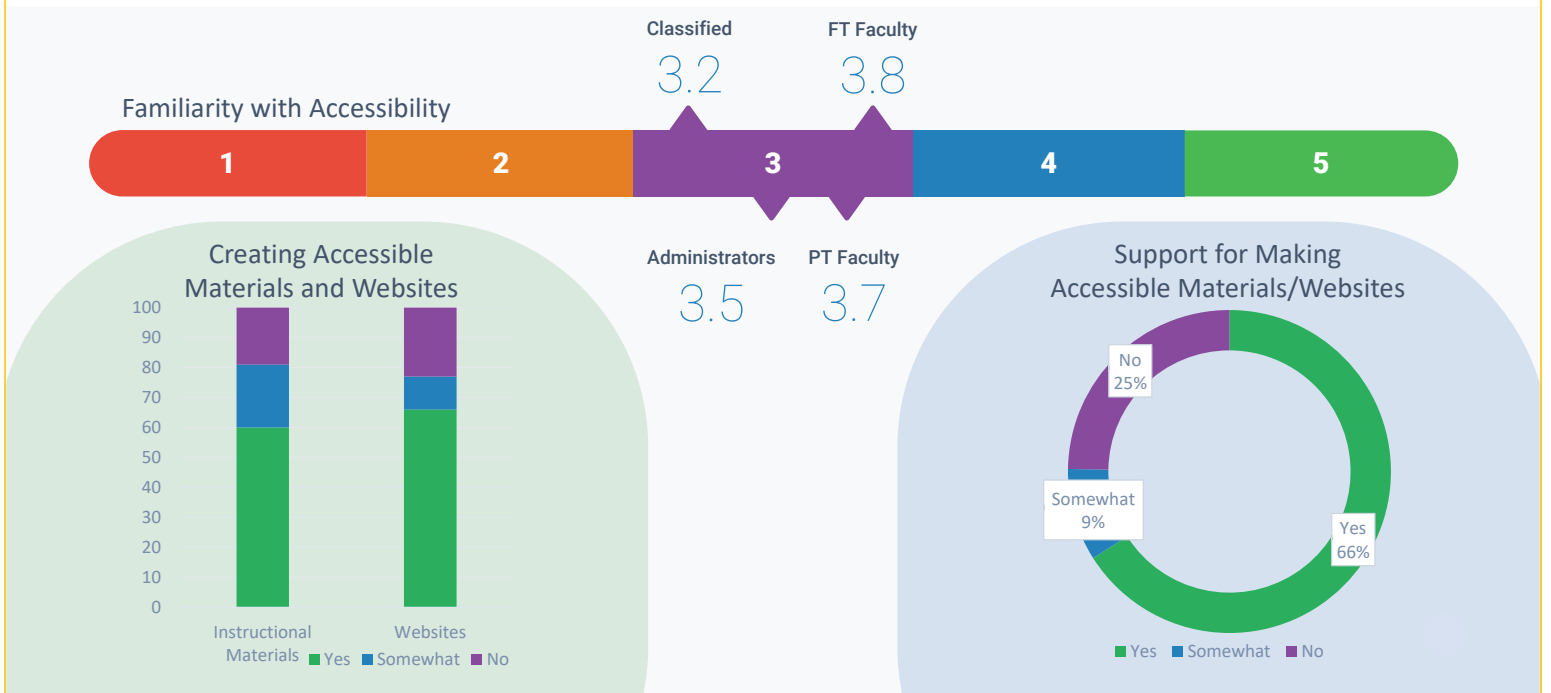 Classified
FT Faculty
3.2
3.8
Familiarity with Accessibility
1
2
3
4
5
Administrators
PT Faculty
3.5
3.7
Creating Accessible
Materials and Websites
100
90
80
70
60
50
40
30
20
10
0
Instructional
Materials
Websites
Yes
Somewhat
No
Support for Making
Accessible Materials/Websites
No
25%
Somewhat
9%
Yes
66%
Yes
Somewhat
No